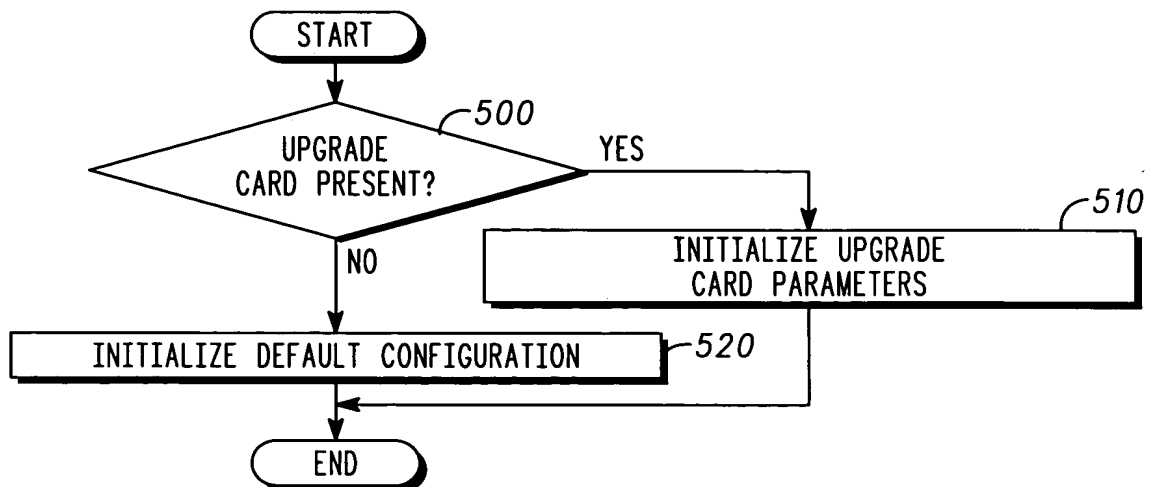 START
500
UPGRADE
CARD PRESENT?
YES
510
INITIALIZE UPGRADE
CARD PARAMETERS
NO
INITIALIZE DEFAULT CONFIGURATION
520
END